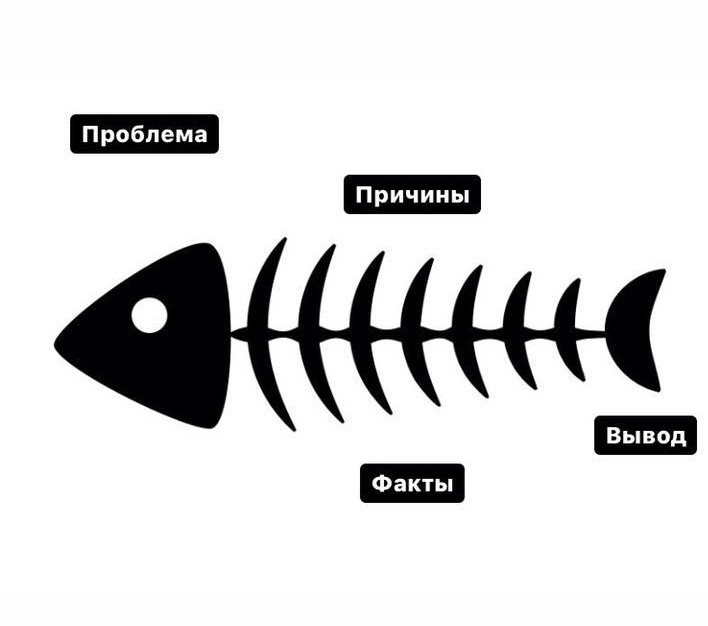 Проблема
Причины
Вывод
Факты